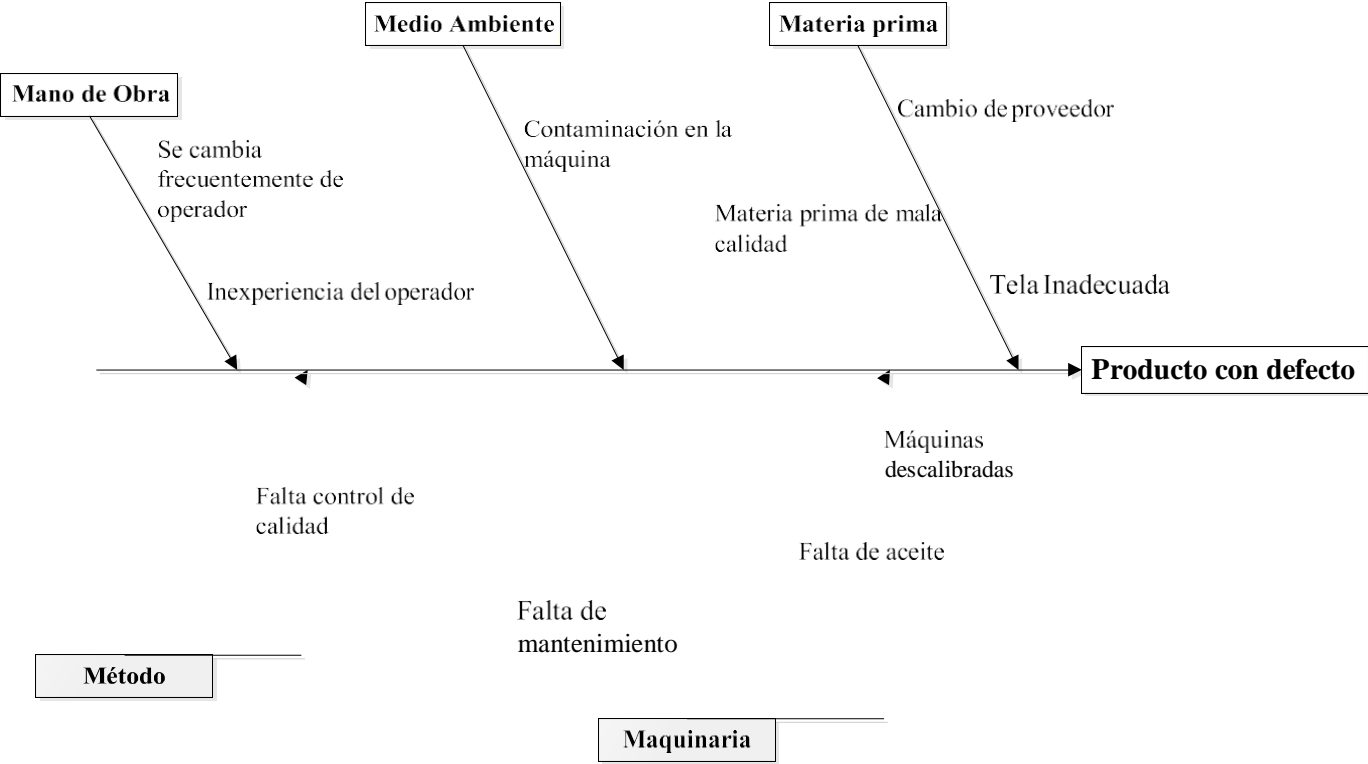 Medio Ambiente
Materia prima
Mano de Obra
Cambio de proveedor
Contaminación en la
máquina
Se cambia
frecuentemente de
operador
Materia prima de mala
calidad
Inexperiencia del operador
Tela Inadecuada
Producto con defecto
Máquinas
descalibradas
Falta control de
calidad
Falta de aceite
Falta de
mantenimiento
Método
Maquinaria